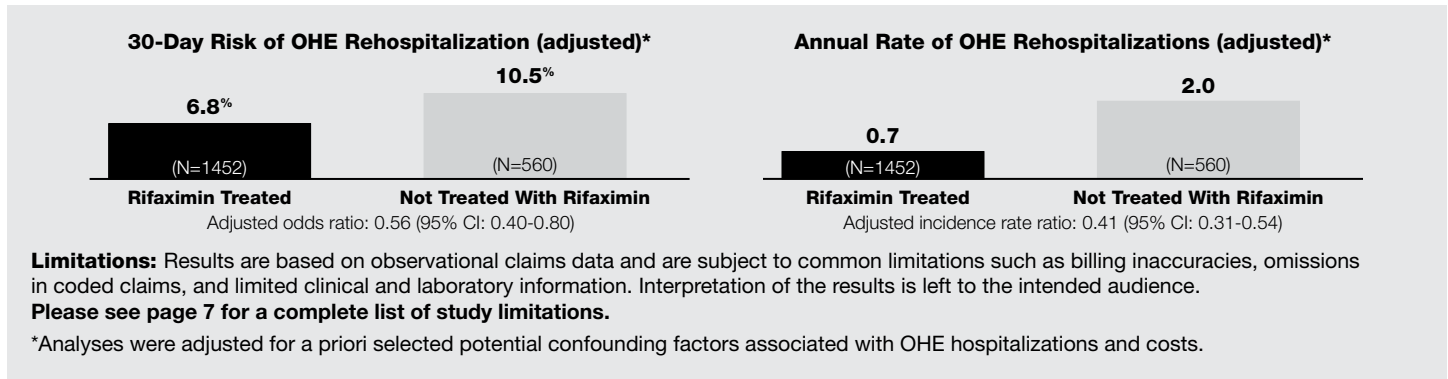 30-Day Risk of OHE Rehospitalization (adjusted)*
6.8%
10.5%
(N=1452)
(N=560)
Rifaximin Treated
Not Treated With Rifaximin
Adjusted odds ratio: 0.56 (95% CI: 0.40-0.80)
Annual Rate of OHE Rehospitalizations (adjusted)*
0.7
2.0
(N=1452)
(N=560)
Rifaximin Treated
Not Treated With Rifaximin
Adjusted incidence rate ratio: 0.41 (95% CI: 0.31-0.54)
Limitations: Results are based on observational claims data and are subject to common limitations such as billing inaccuracies, omissions
in coded claims, and limited clinical and laboratory information. Interpretation of the results is left to the intended audience.
Please see page 7 for a complete list of study limitations.
*Analyses were adjusted for a priori selected potential confounding factors associated with OHE hospitalizations and costs.